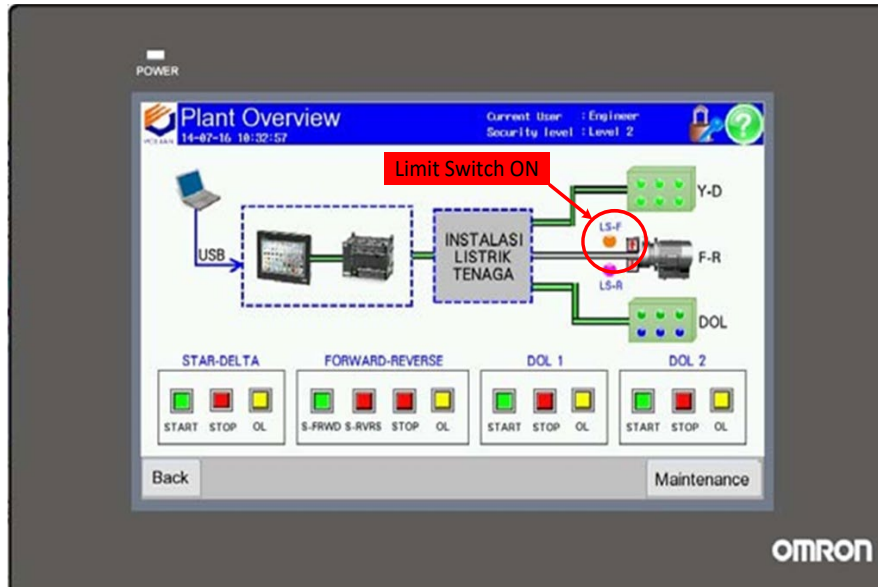 POWER
Plant Overview
14-07-16 10:32:57
Current User : Engineer
Security level : Level 2
?
Limit Switch ON
Y-D
LS-F
INSTALASI
LISTRIK
TENAGA
USB
F-R
LS-R
DOL
STAR-DELTA FORWARD-REVERSE DOL 1 DOL 2
START STOP OL S-FRWD S-RVRS STOP OL START STOP OL START STOP OL
Back Maintenance
OMRON